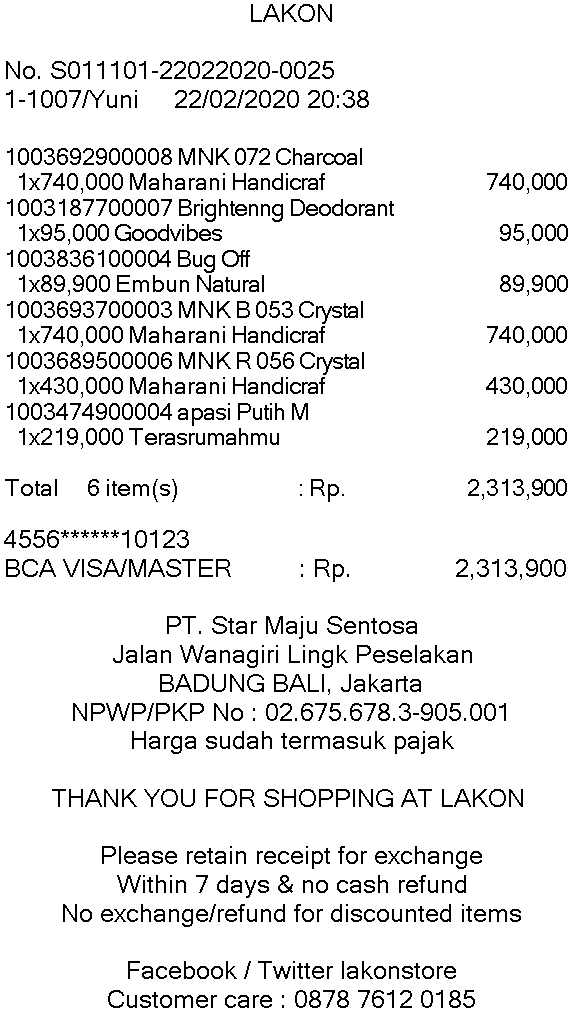 LAKON
No. S011101-22022020-0025
1-1007/Yuni 22/02/2020 20:38
1003692900008 MNK 072 Charcoal
1x740,000 Maharani Handicraf 740,000
1003187700007 Brightenng Deodorant
1x95,000 Goodvibes 95,000
1003836100004 Bug Off
1x89,900 Embun Natural 89,900
1003693700003 MNK B 053 Crystal
1x740,000 Maharani Handicraf 740,000
1003689500006 MNK R 056 Crystal
1x430,000 Maharani Handicraf 430,000
1003474900004 apasi Putih M
1x219,000 Terasrumahmu 219,000
Total 6 item(s) : Rp. 2,313,900
4556******10123
BCA VISA/MASTER : Rp. 2,313,900
PT. Star Maju Sentosa
Jalan Wanagiri Lingk Peselakan
BADUNG BALI, Jakarta
NPWP/PKP No : 02.675.678.3-905.001
Harga sudah termasuk pajak
THANK YOU FOR SHOPPING AT LAKON
Please retain receipt for exchange
Within 7 days & no cash refund
No exchange/refund for discounted items
Facebook / Twitter lakonstore
Customer care : 0878 7612 0185